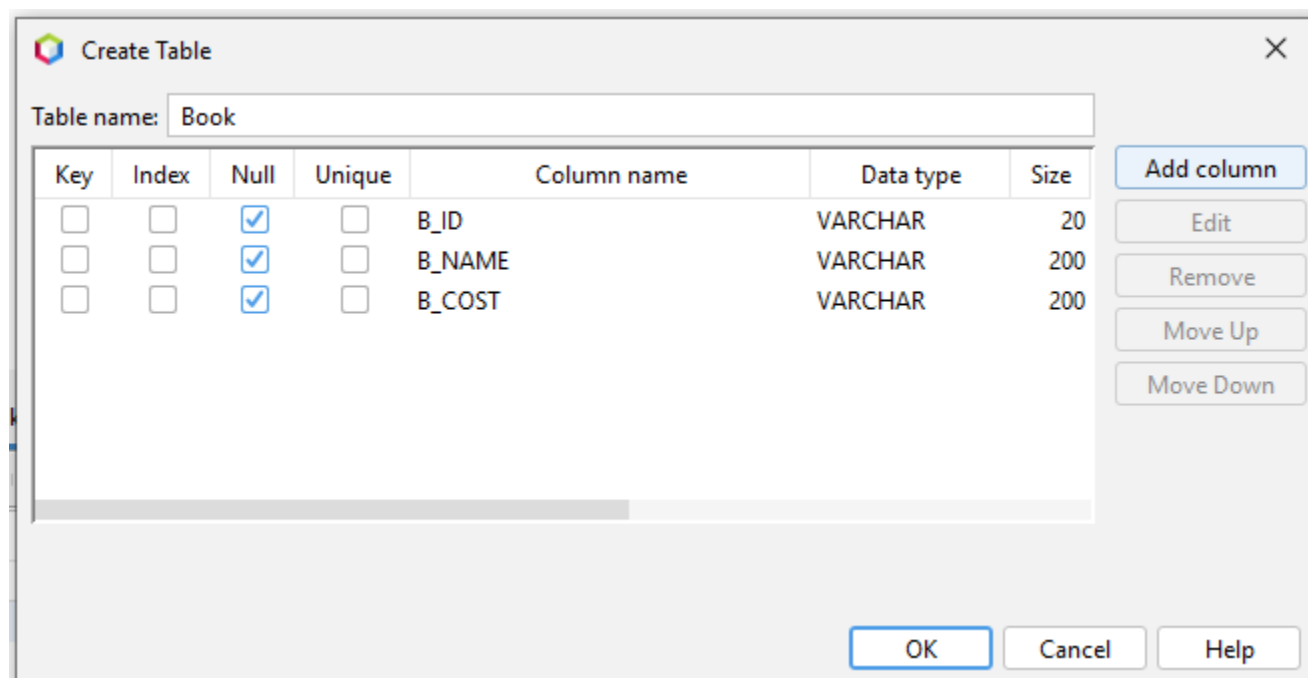 Create Table
Table name: Book
Key Index Null Unique Column name Data type Size
B_ID VARCHAR 20
B_NAME VARCHAR 200
B_COST VARCHAR 200
Add column
Edit
Remove
Move Up
Move Down
OK Cancel Help